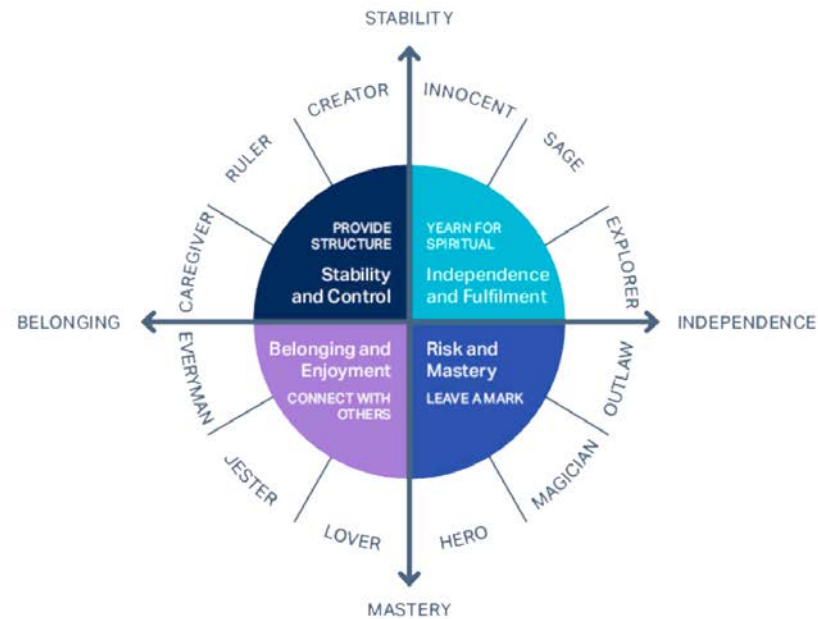 STABILITY
CREATOR
INNOCENT
RULER
SAGE
CAREGIVER
EXPLORER
PROVIDE
STRUCTURE
Stability
and Control
YEARN FOR
SPIRITUAL
Independence
and Fulfilment
BELONGING
INDEPENDENCE
Belonging and
Enjoyment
CONNECT WITH
OTHERS
Risk and
Mastery
LEAVE A MARK
EVERYMAN
OUTLAW
JESTER
MAGICIAN
LOVER
HERO
MASTERY